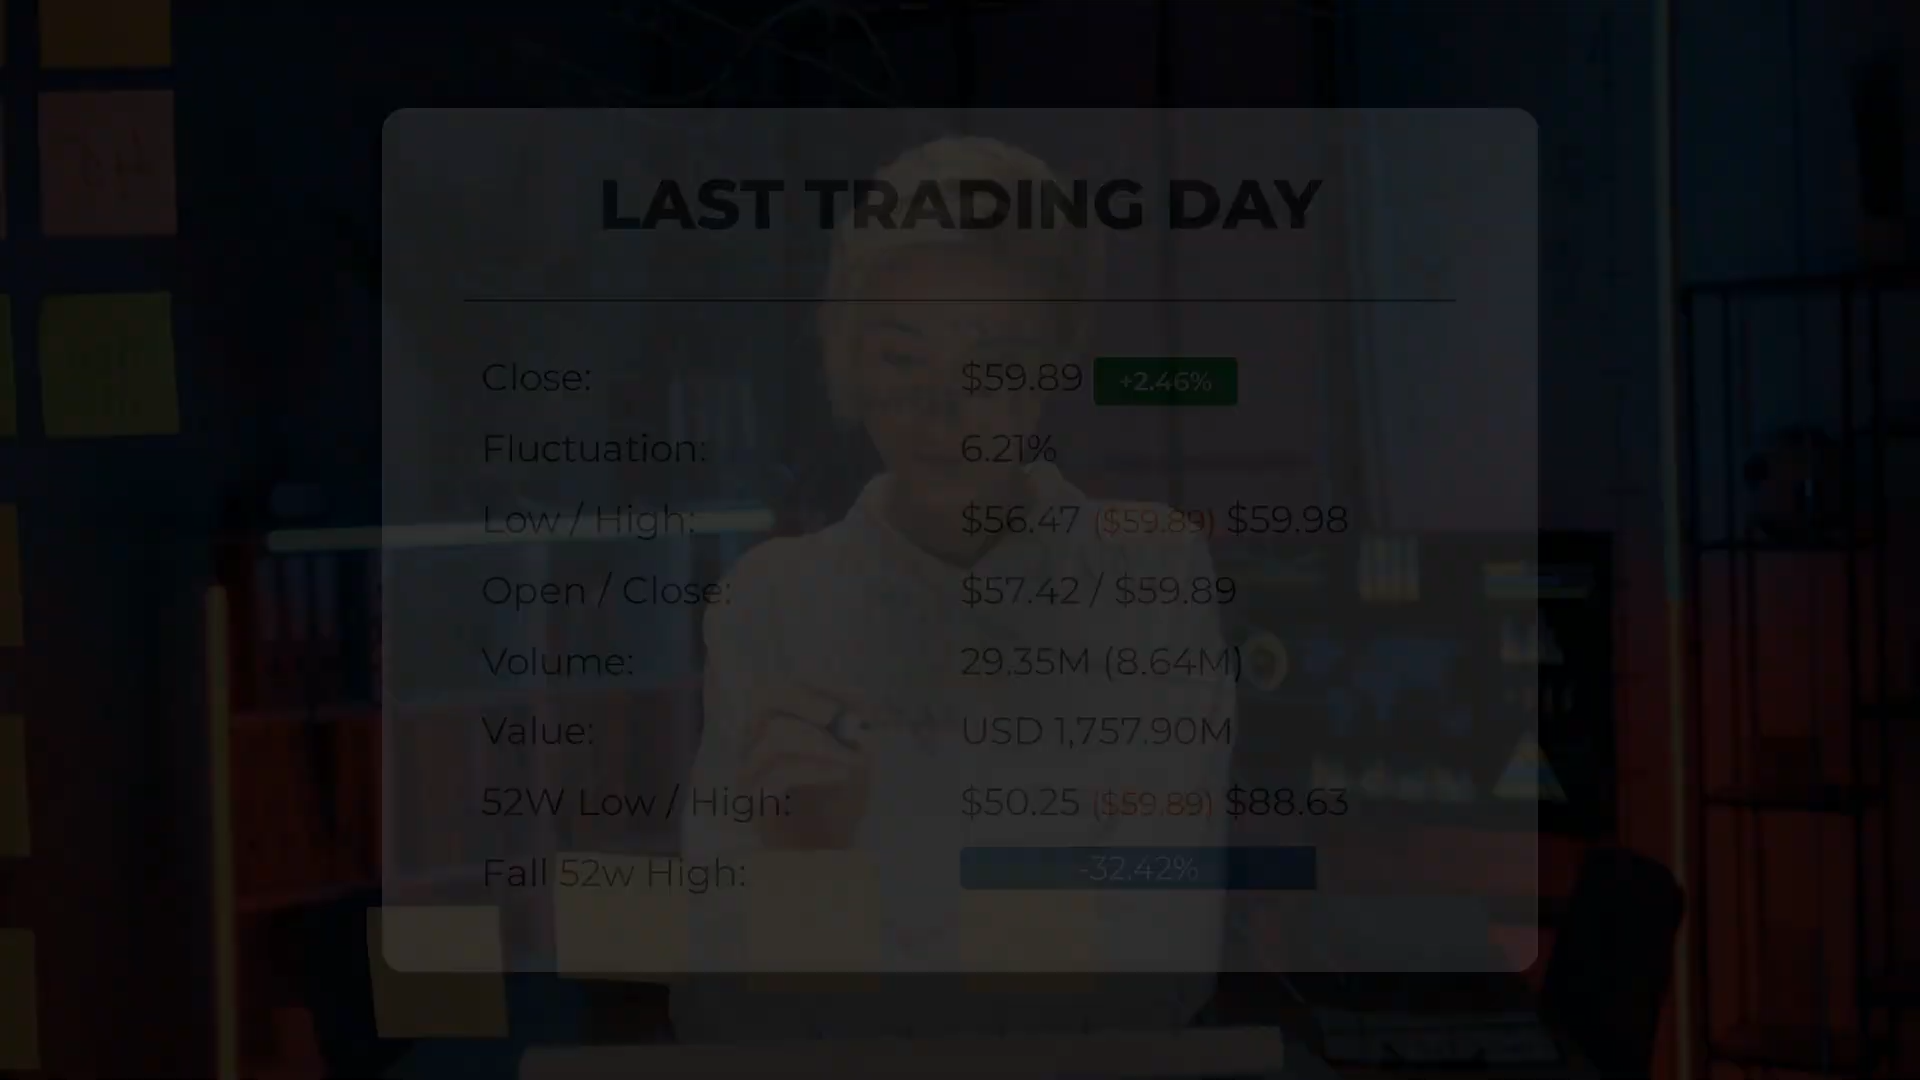 LAST TRADING DAY
Close: $59.89 +2.46%
Fluctuation: 6.21%
Low / High: $56.47 ($59.89) $59.98
Open / Close: $57.42 / $59.89
Volume: 29.35M (8.64M)
Value: USD 1,757.90M
52W Low / High: $50.25 ($59.89) $88.63
Fall 52w High: -32.42%